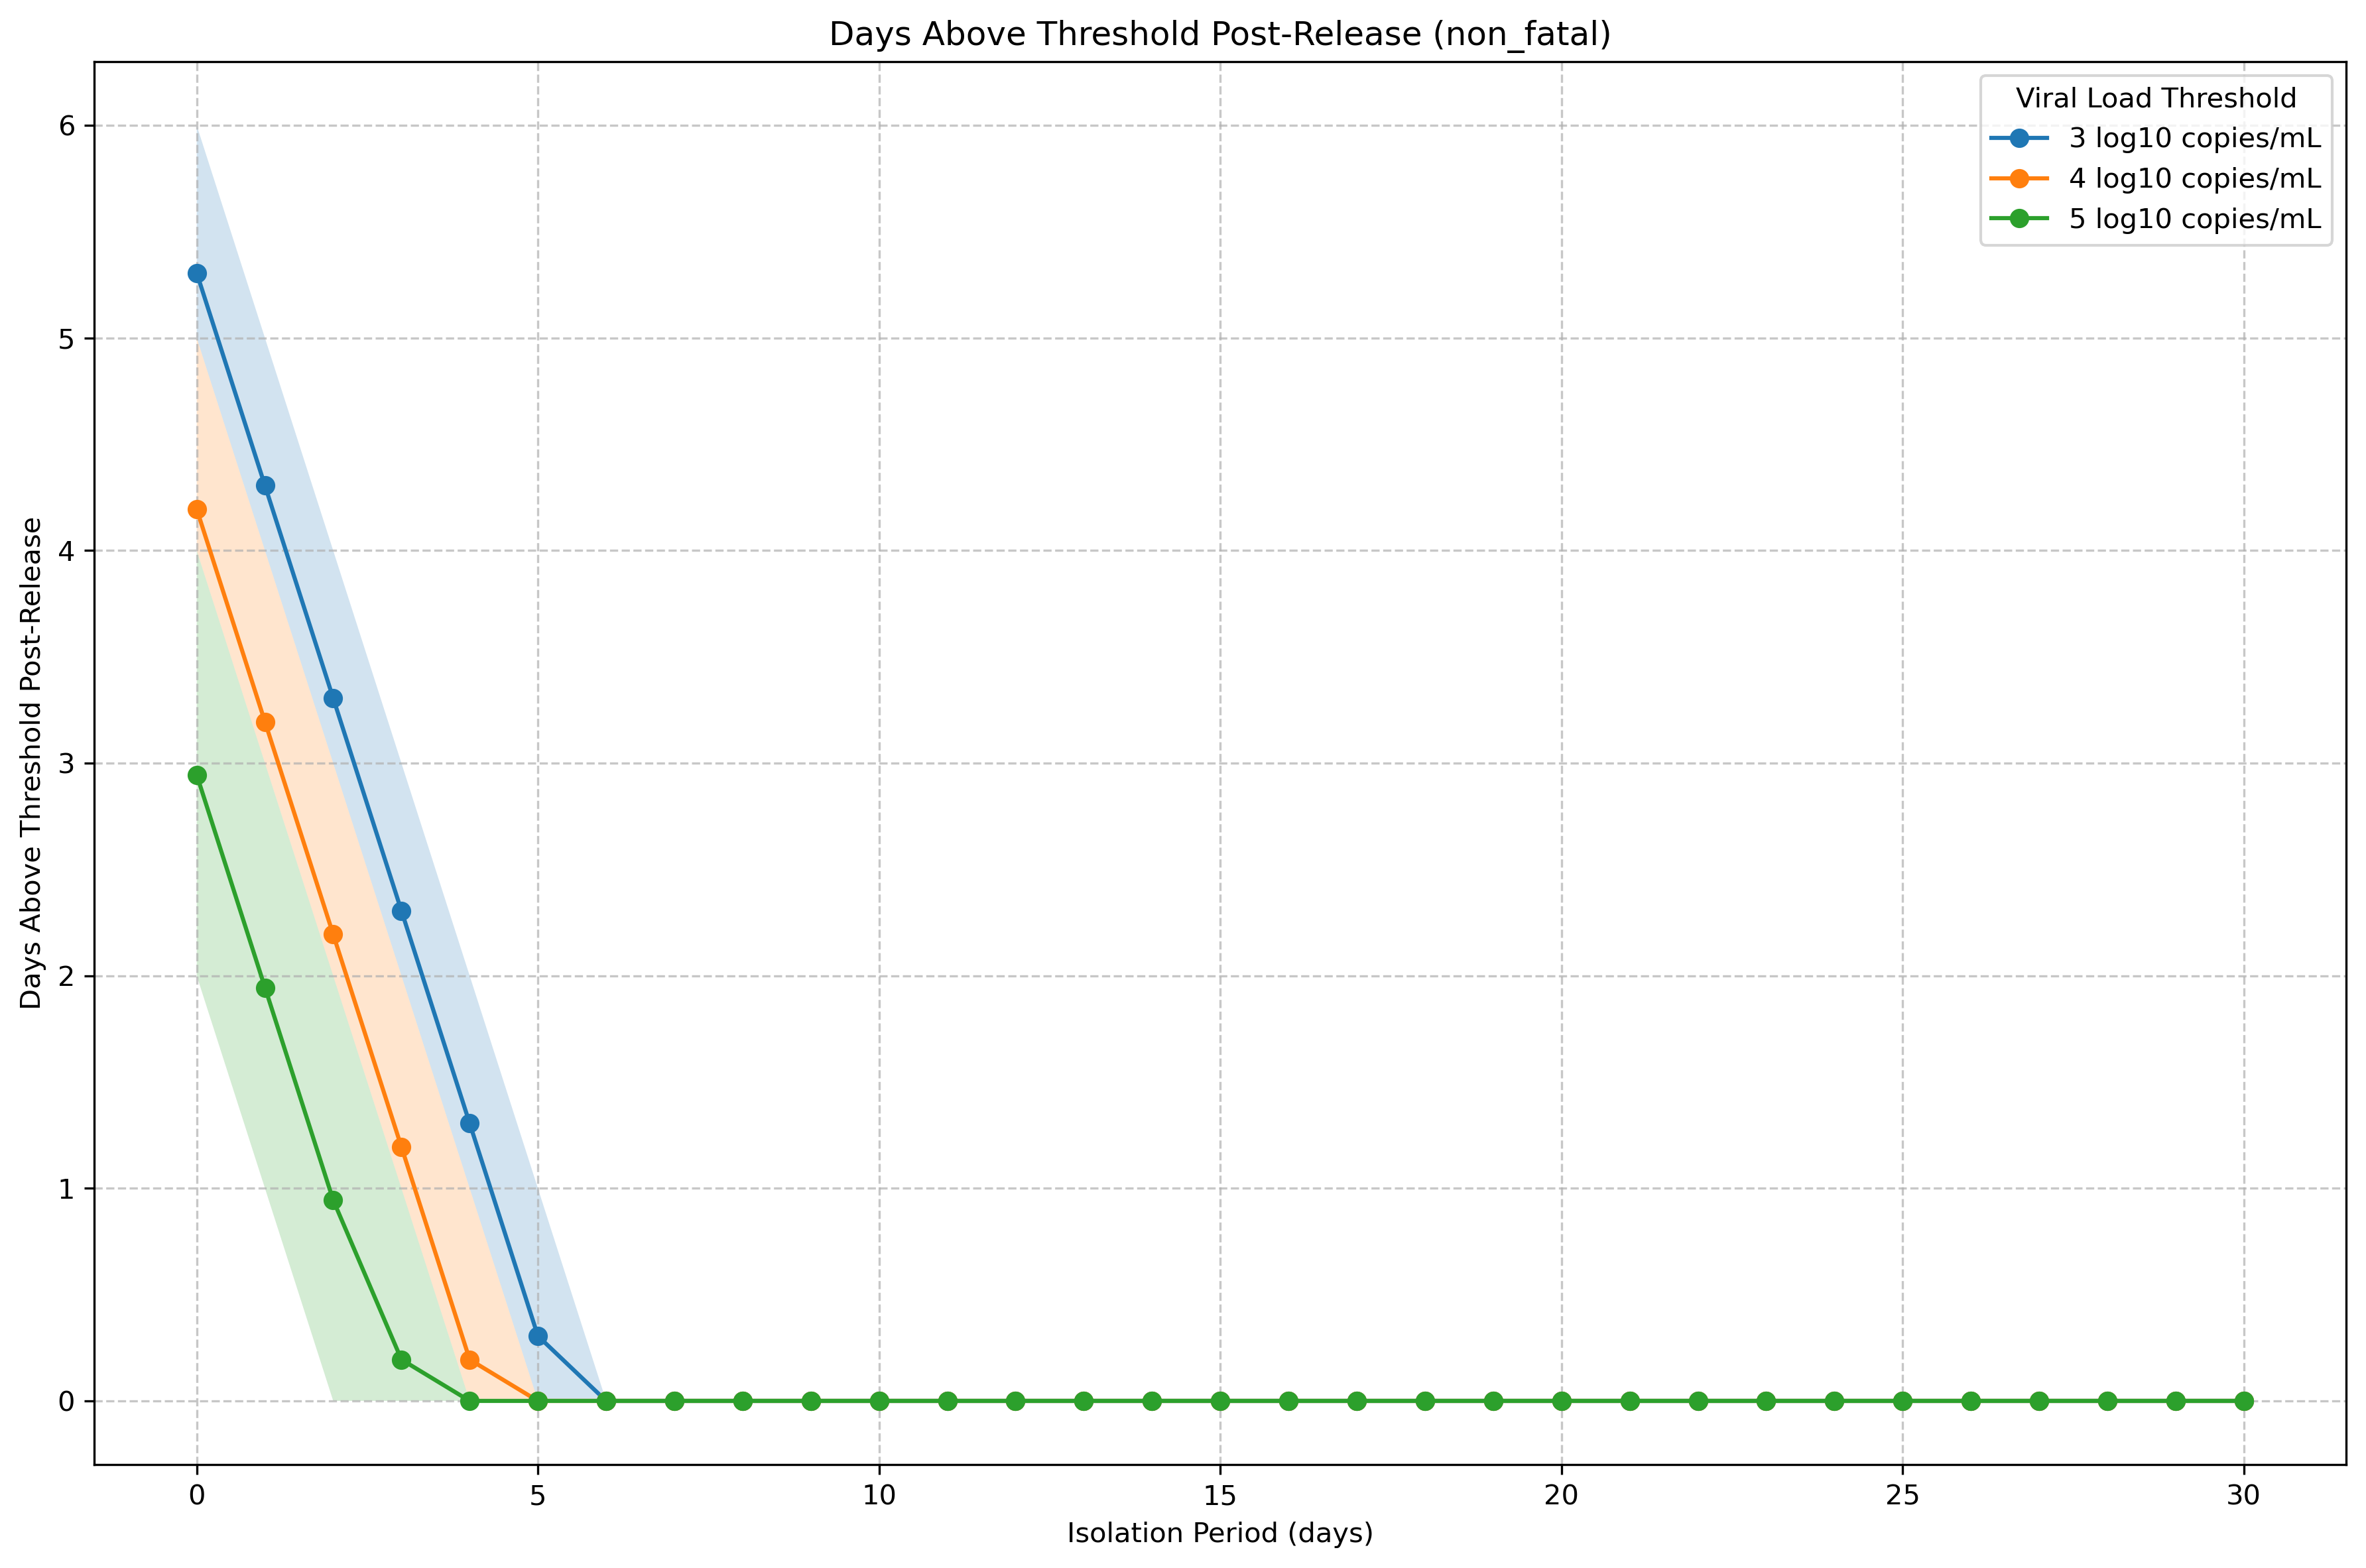 Days Above Threshold Post-Release (non_fatal)
Viral Load Threshold
3 log10 copies/mL
4 log10 copies/mL
5 log10 copies/mL
Days Above Threshold Post-Release
6
5
4
3
2
1
0
0 5 10 15 20 25 30
Isolation Period (days)